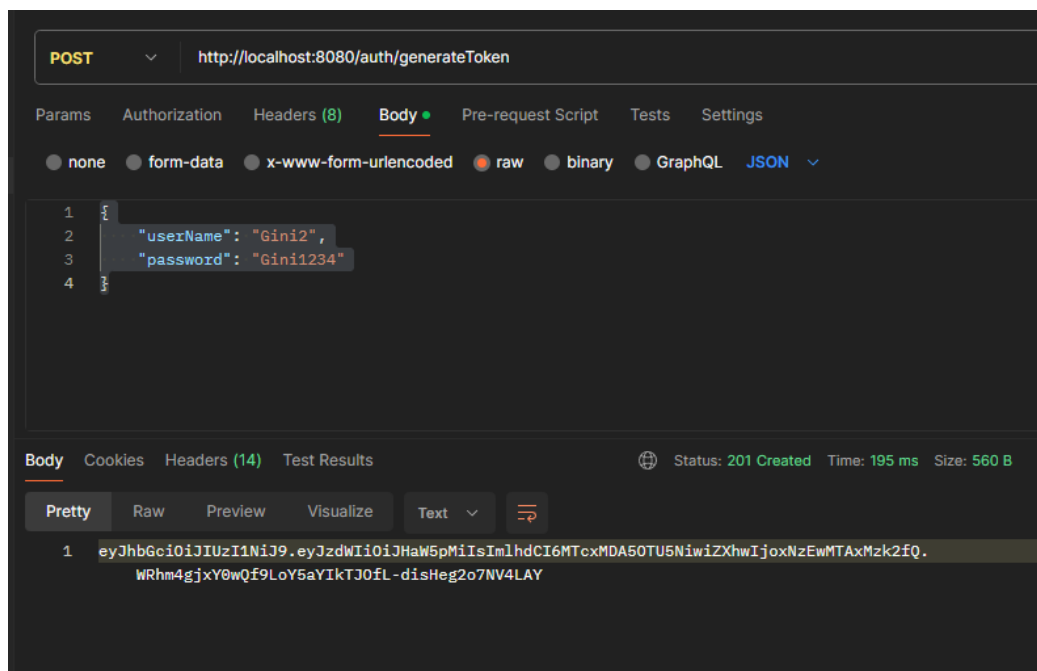 POST http://localhost:8080/auth/generateToken
Params Authorization Headers (8) Body Pre-request Script Tests Settings
none form-data x-www-form-urlencoded raw binary GraphQL JSON
1 {
2 "userName": "Gini2",
3 "password": "Gini1234"
4 }
Body Cookies Headers (14) Test Results Status: 201 Created Time: 195 ms Size: 560 B
Pretty Raw Preview Visualize Text
1 eyJhbGciOiJIUzI1NiJ9.eyJzdWIiOiJHaW5pMiIsImlhdCI6MTcxMDA5OTU5NiwiZXhwIjoxNzEwMTAxMzk2fQ.
WRhm4gjxY0wQf9LoY5aYIkTJOfL-disHeg2o7NV4LAY